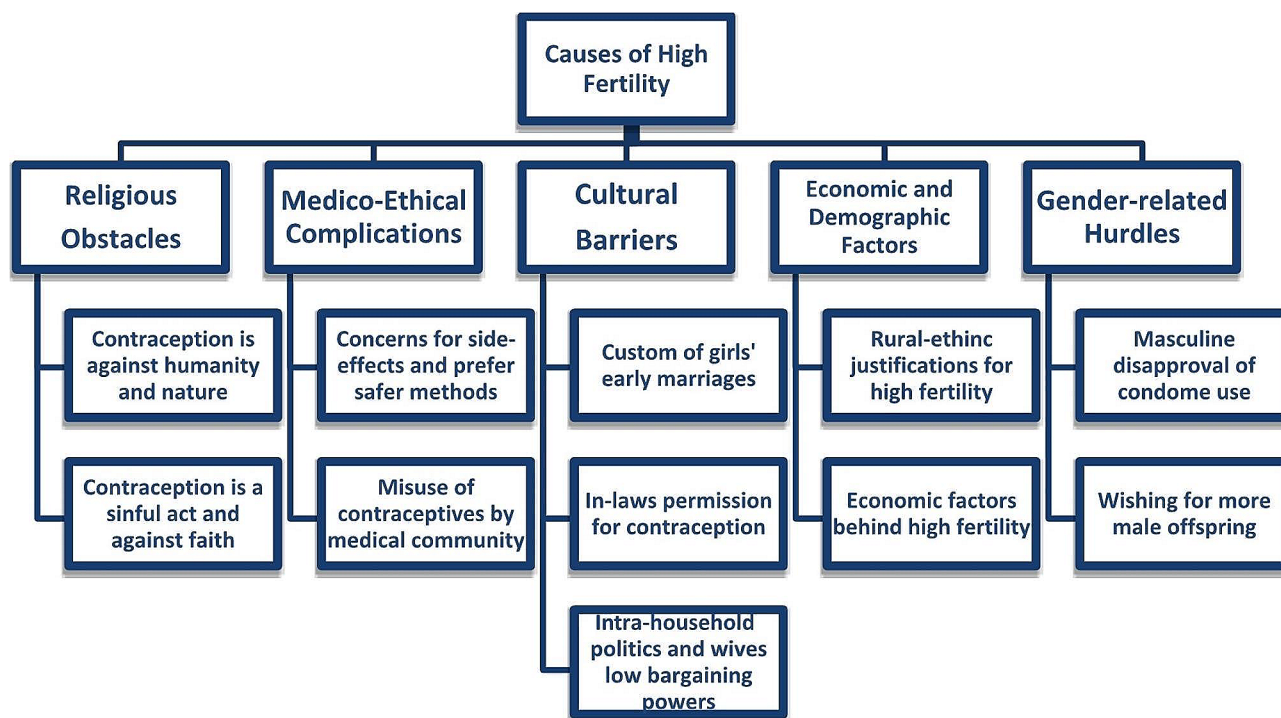 Causes of High
Fertility
Religious
Obstacles
Medico-Ethical
Complications
Cultural
Barriers
Economic and
Demographic
Factors
Gender-related
Hurdles
Contraception is
against humanity
and nature
Concerns for side-
effects and prefer
safer methods
Custom of girls'
early marriages
Rural-ethinc
justifications for
high fertility
Masculine
disapproval of
condome use
Contraception is a
sinful act and
against faith
Misuse of
contraceptives by
medical community
In-laws permission
for contraception
Economic factors
behind high fertility
Wishing for more
male offspring
Intra-household
politics and wives
low bargaining
powers